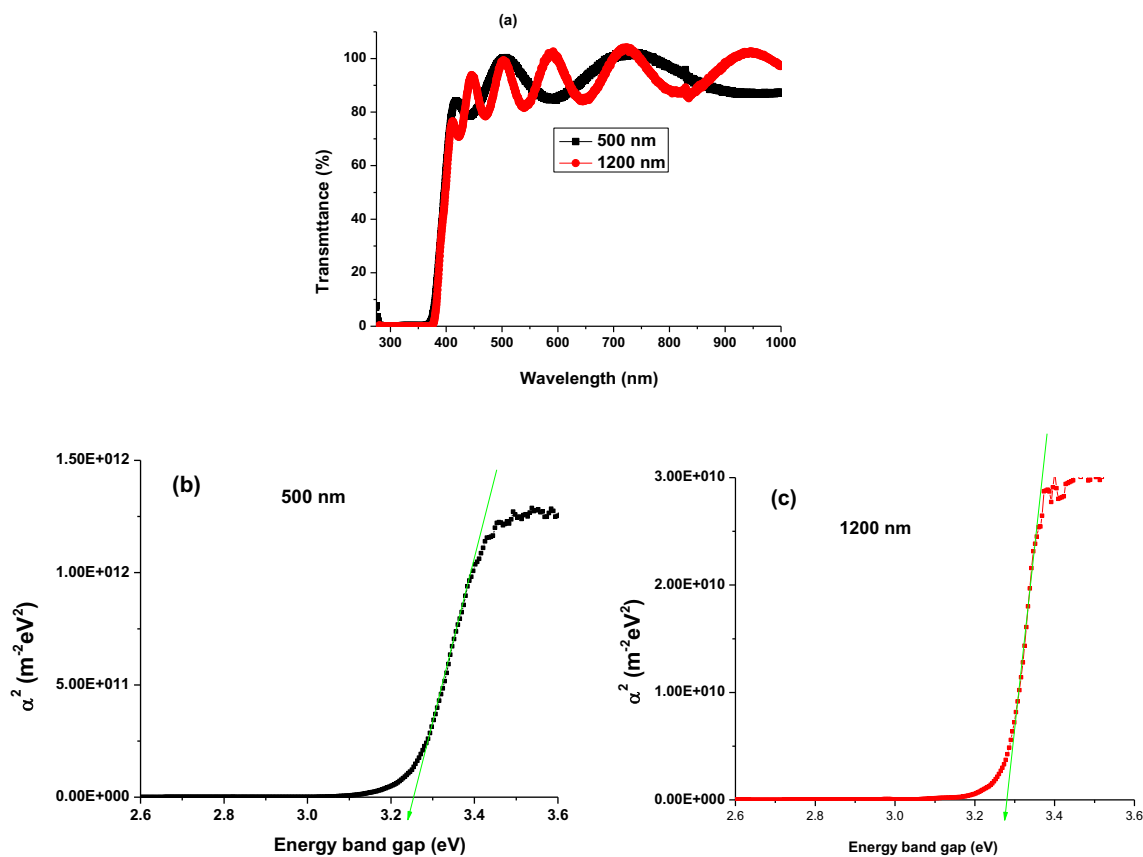 (a)
100
80
60
40
20
0
Transmttance (%)
500 nm
1200 nm
300 400 500 600 700 800 900 1000
Wavelength (nm)
(b)
500 nm
1.50E+012
1.00E+012
5.00E+011
0.00E+000
α² (m⁻²eV²)
2.6 2.8 3.0 3.2 3.4 3.6
Energy band gap (eV)
(c)
1200 nm
3.00E+010
2.00E+010
1.00E+010
0.00E+000
α² (m⁻²eV²)
2.6 2.8 3.0 3.2 3.4 3.6
Energy band gap (eV)